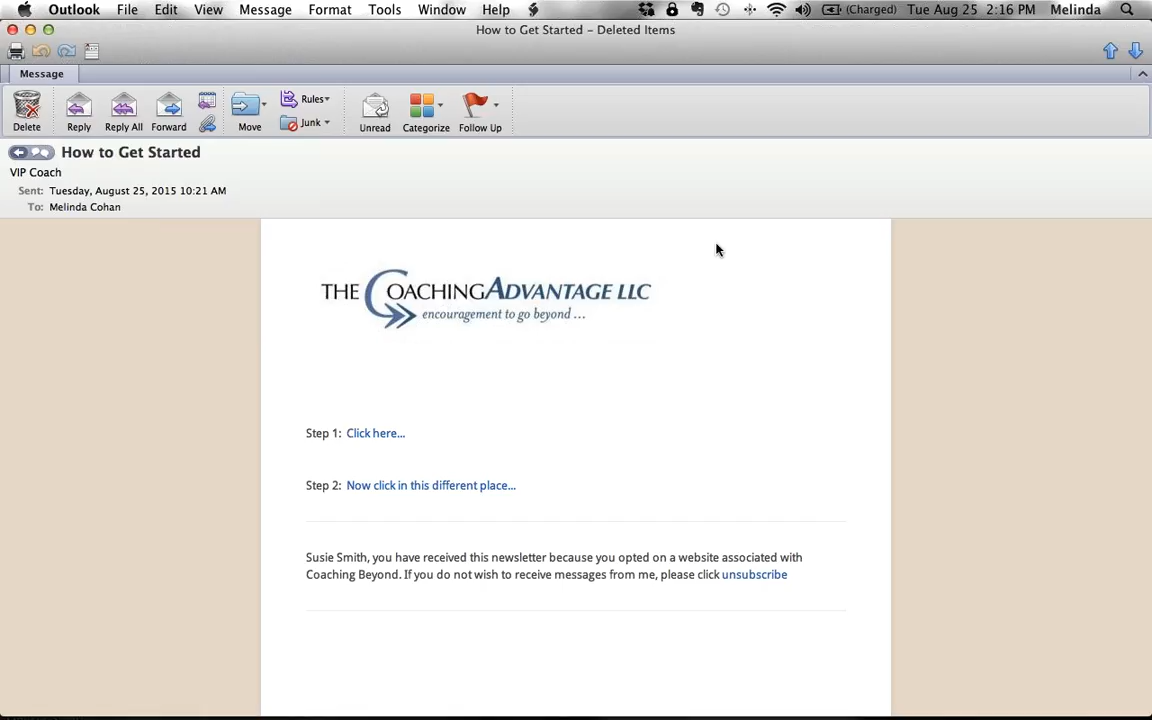 Outlook File Edit View Message Format Tools Window Help (Charged) Tue Aug 25 2:16 PM Melinda
How to Get Started – Deleted Items
Message
Delete Reply Reply All Forward Move Rules Junk Unread Categorize Follow Up
How to Get Started
VIP Coach
Sent: Tuesday, August 25, 2015 10:21 AM
To: Melinda Cohan
THE COACHING ADVANTAGE LLC
encouragement to go beyond ...
Step 1: Click here...
Step 2: Now click in this different place...
Susie Smith, you have received this newsletter because you opted on a website associated with
Coaching Beyond. If you do not wish to receive messages from me, please click unsubscribe